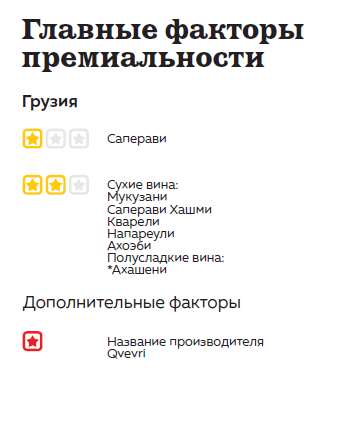 Главные факторы
премиальности
Грузия
Саперави
Сухие вина:
Мукузани
Саперави Хашми
Кварели
Напареули
Ахоэби
Полусладкие вина:
*Ахашени
Дополнительные факторы
Название производителя
Qvevri